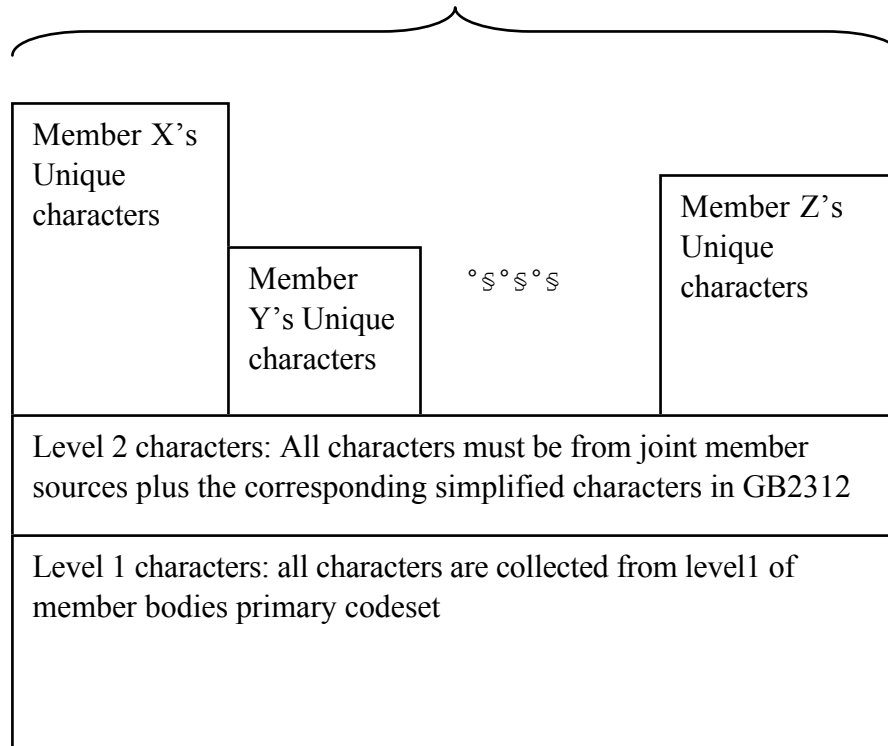 Member X’s
Unique
characters
Member
Y’s Unique
characters
°§°§°§
Member Z’s
Unique
characters
Level 2 characters: All characters must be from joint member
sources plus the corresponding simplified characters in GB2312
Level 1 characters: all characters are collected from level1 of
member bodies primary codeset